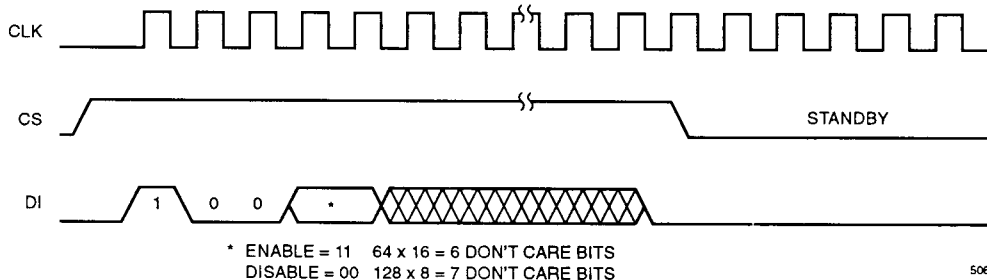 CLK
CS
STANDBY
DI
1 0 0 *
* ENABLE = 11 64 x 16 = 6 DON'T CARE BITS
DISABLE = 00 128 x 8 = 7 DON'T CARE BITS